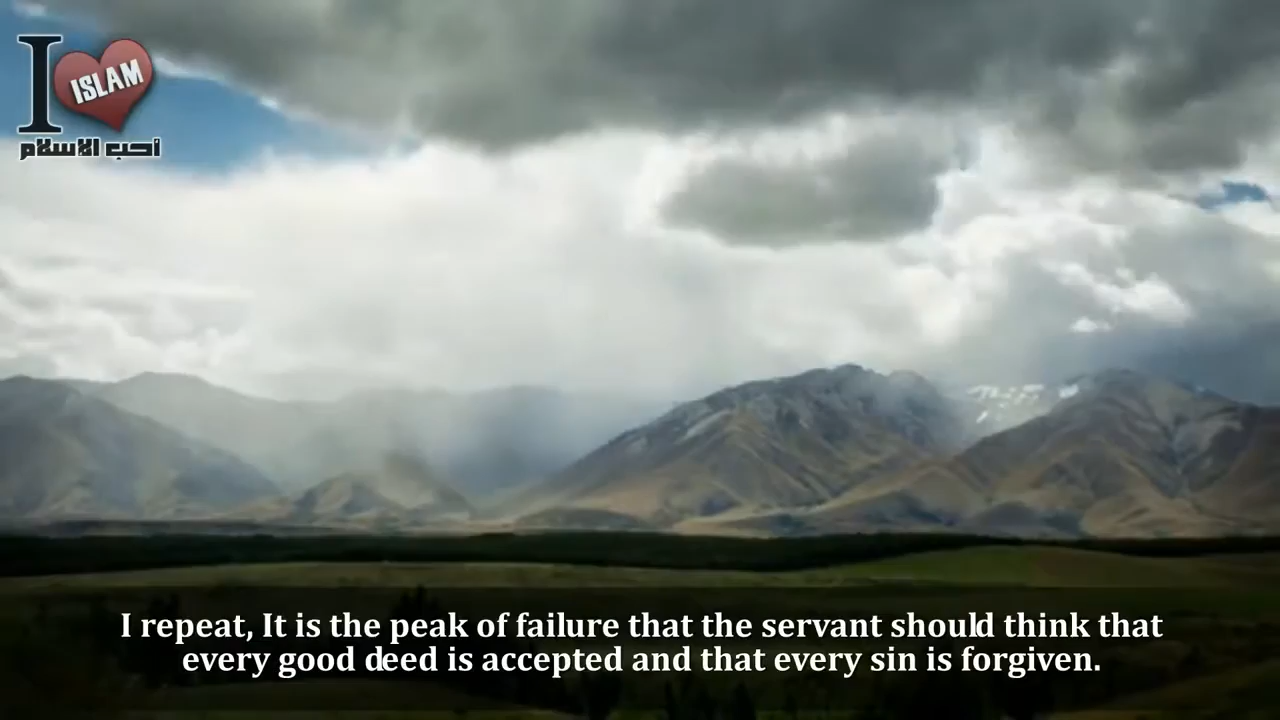 I ISLAM
أحب الاسلام
I repeat, It is the peak of failure that the servant should think that
every good deed is accepted and that every sin is forgiven.